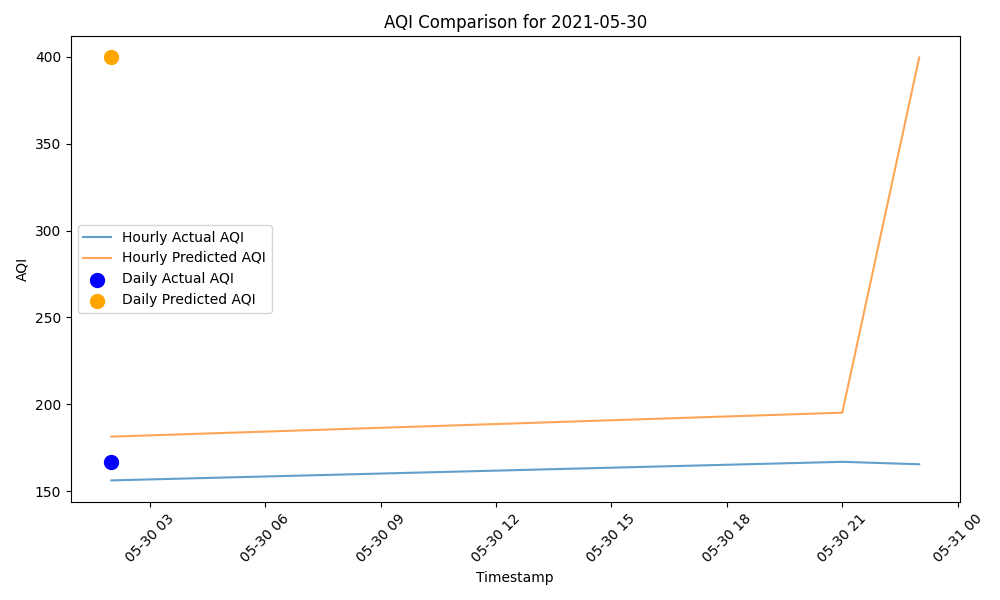 AQI Comparison for 2021-05-30
AQI
400
350
300
250
200
150
Hourly Actual AQI
Hourly Predicted AQI
Daily Actual AQI
Daily Predicted AQI
05-30 03
05-30 06
05-30 09
05-30 12
05-30 15
05-30 18
05-30 21
05-31 00
Timestamp